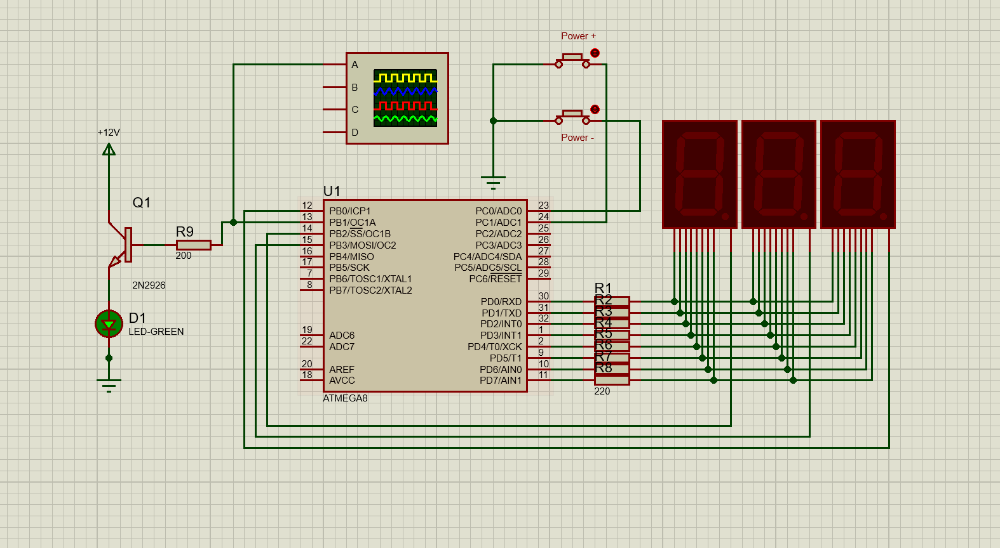 Power +
A
B
C
D
Power -
+12V
Q1
R9
200
2N2926
D1
LED-GREEN
U1
12 PB0/ICP1
13 PB1/OC1A
14 PB2/SS/OC1B
15 PB3/MOSI/OC2
16 PB4/MISO
17 PB5/SCK
7 PB6/TOSC1/XTAL1
8 PB7/TOSC2/XTAL2
19 ADC6
22 ADC7
20 AREF
18 AVCC
PC0/ADC0 23
PC1/ADC1 24
PC2/ADC2 25
PC3/ADC3 26
PC4/ADC4/SDA 27
PC5/ADC5/SCL 28
PC6/RESET 29
PD0/RXD 30
PD1/TXD 31
PD2/INT0 32
PD3/INT1 1
PD4/T0/XCK 2
PD5/T1 9
PD6/AIN0 10
PD7/AIN1 11
ATMEGA8
R1
R2
R3
R4
R5
R6
R7
R8
220